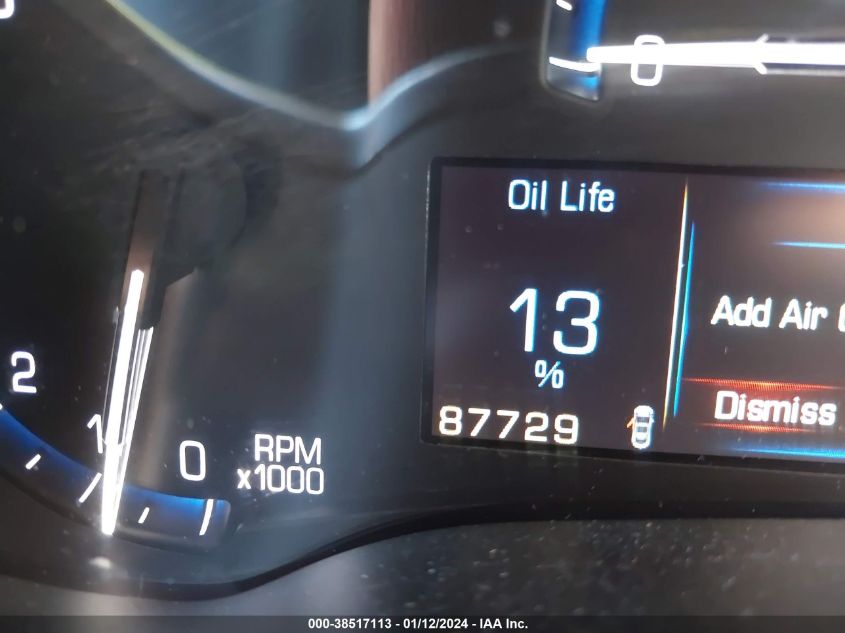 0
Oil Life
13
%
87729
Add Air
Dismiss
2
1
0
RPM
x1000
000-38517113 - 01/12/2024 - IAA Inc.